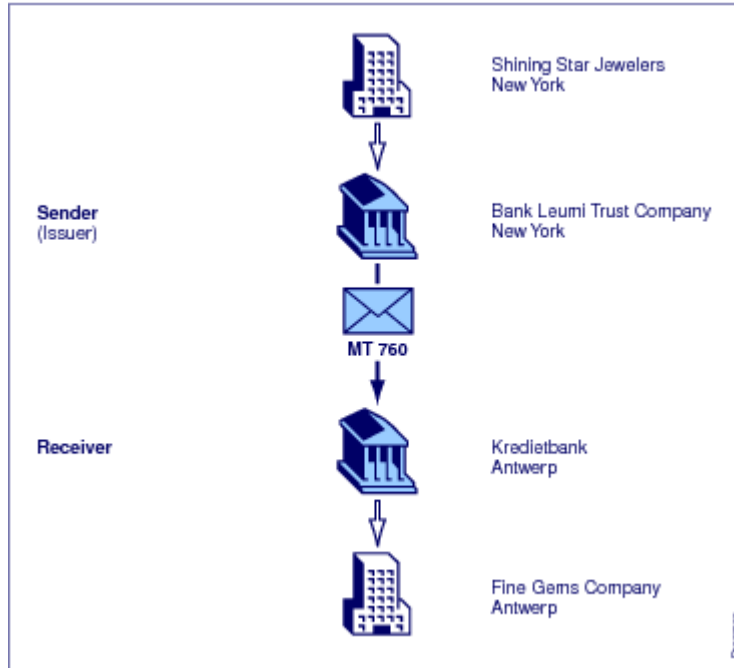 Shining Star Jewelers
New York
Sender
(Issuer)
Bank Leumi Trust Company
New York
MT 760
Receiver
Kredietbank
Antwerp
Fine Gems Company
Antwerp